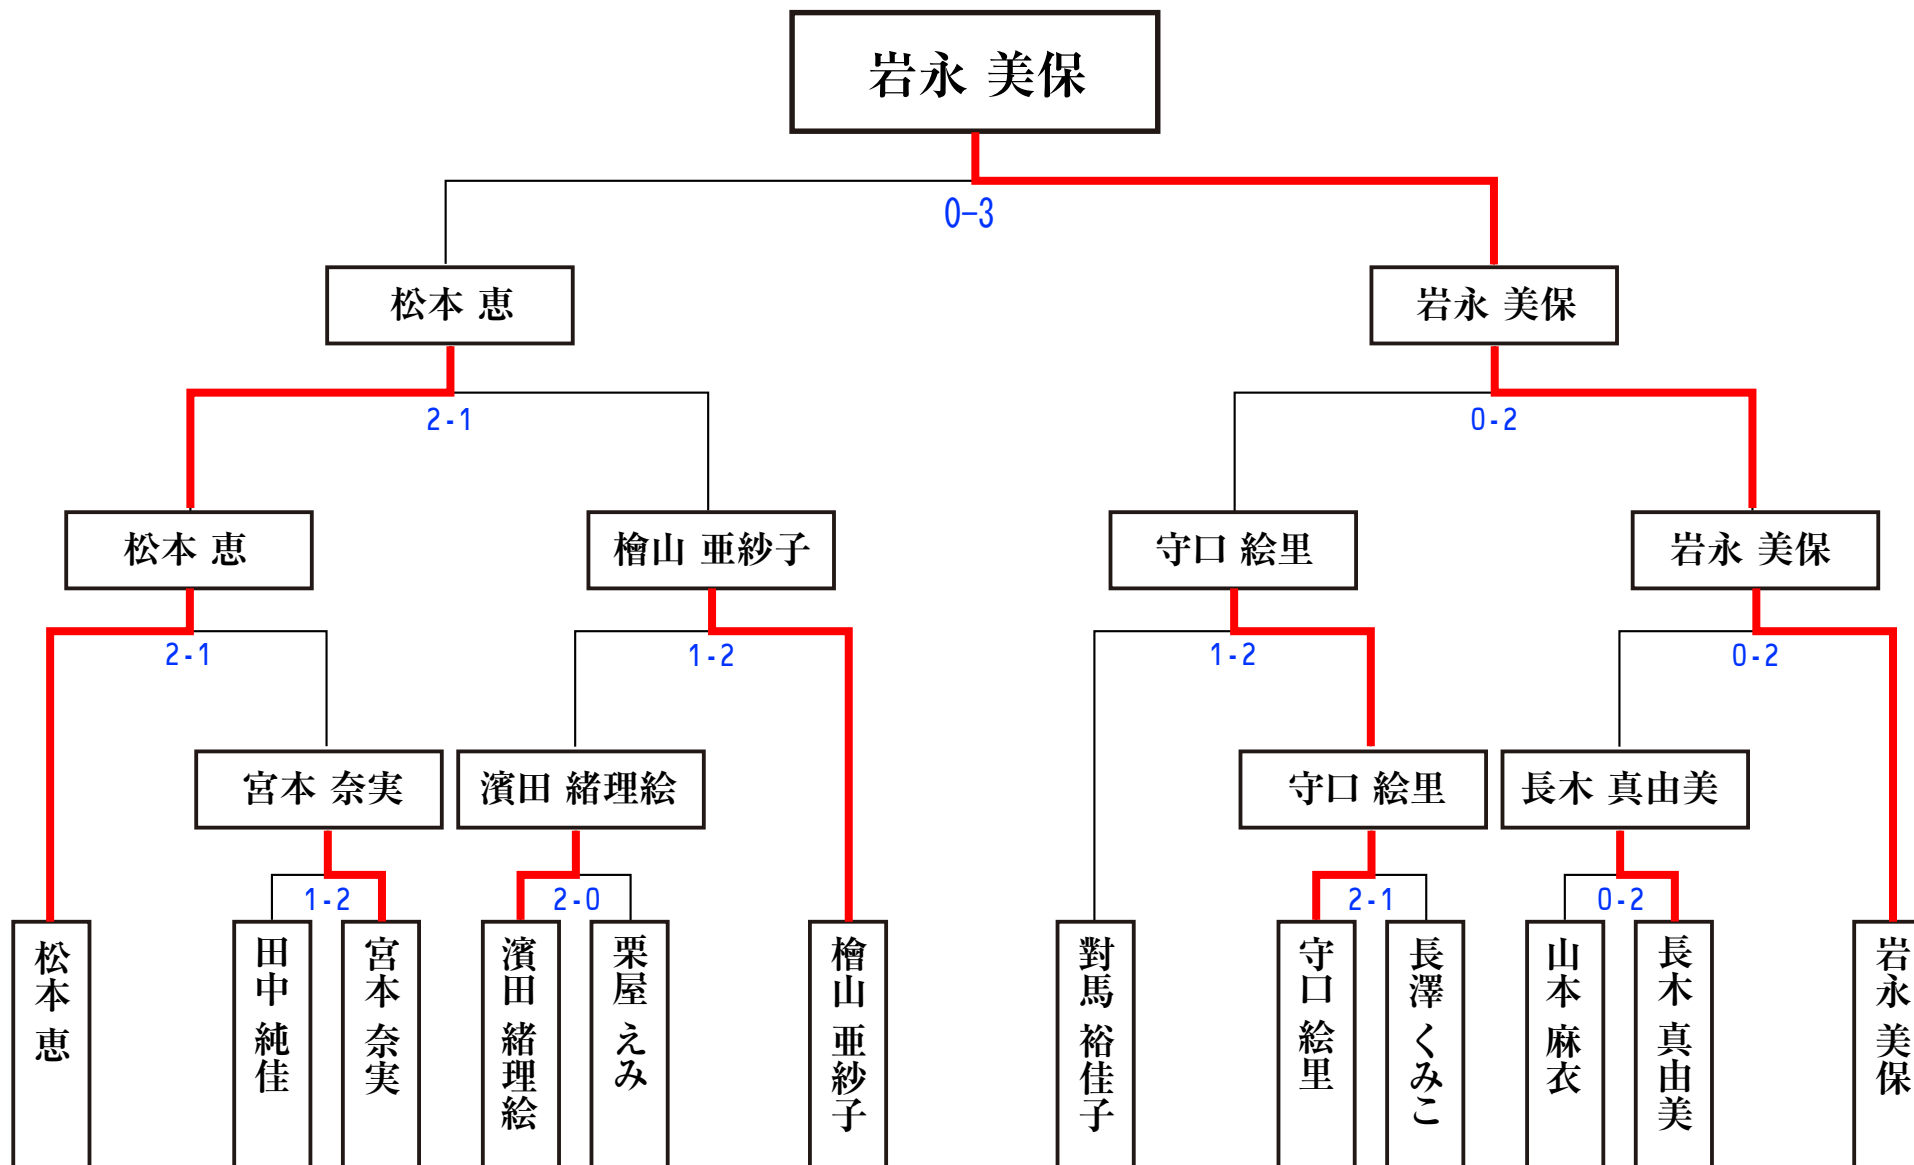 岩永 美保
0-3
松本 恵
岩永 美保
2-1
0-2
松本 恵
檜山 亜紗子
守口 絵里
岩永 美保
2-1
1-2
1-2
0-2
宮本 奈実
濱田 緒理絵
守口 絵里
長木 真由美
1-2
2-0
2-1
0-2
松本 恵
田中 純佳
宮本 奈実
濱田 緒理絵
栗屋 えみ
檜山 亜紗子
對馬 裕佳子
守口 絵里
長澤 くみこ
山本 麻衣
長木 真由美
岩永 美保